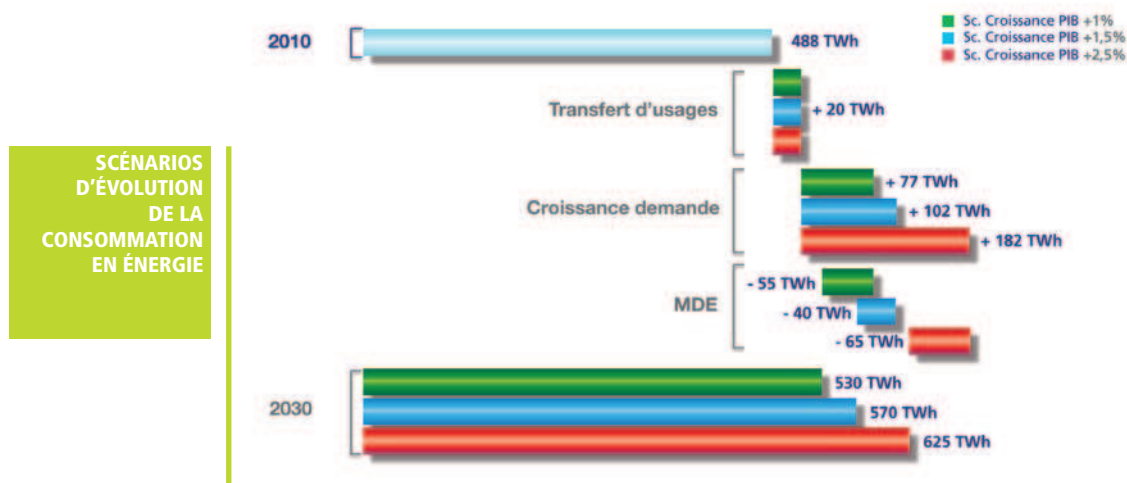 Sc. Croissance PIB +1%
Sc. Croissance PIB +1,5%
Sc. Croissance PIB +2,5%
2010
488 TWh
Transfert d'usages
+ 20 TWh
SCÉNARIOS
D'ÉVOLUTION
DE LA
CONSOMMATION
EN ÉNERGIE
Croissance demande
+ 77 TWh
+ 102 TWh
+ 182 TWh
MDE
- 55 TWh
- 40 TWh
- 65 TWh
2030
530 TWh
570 TWh
625 TWh